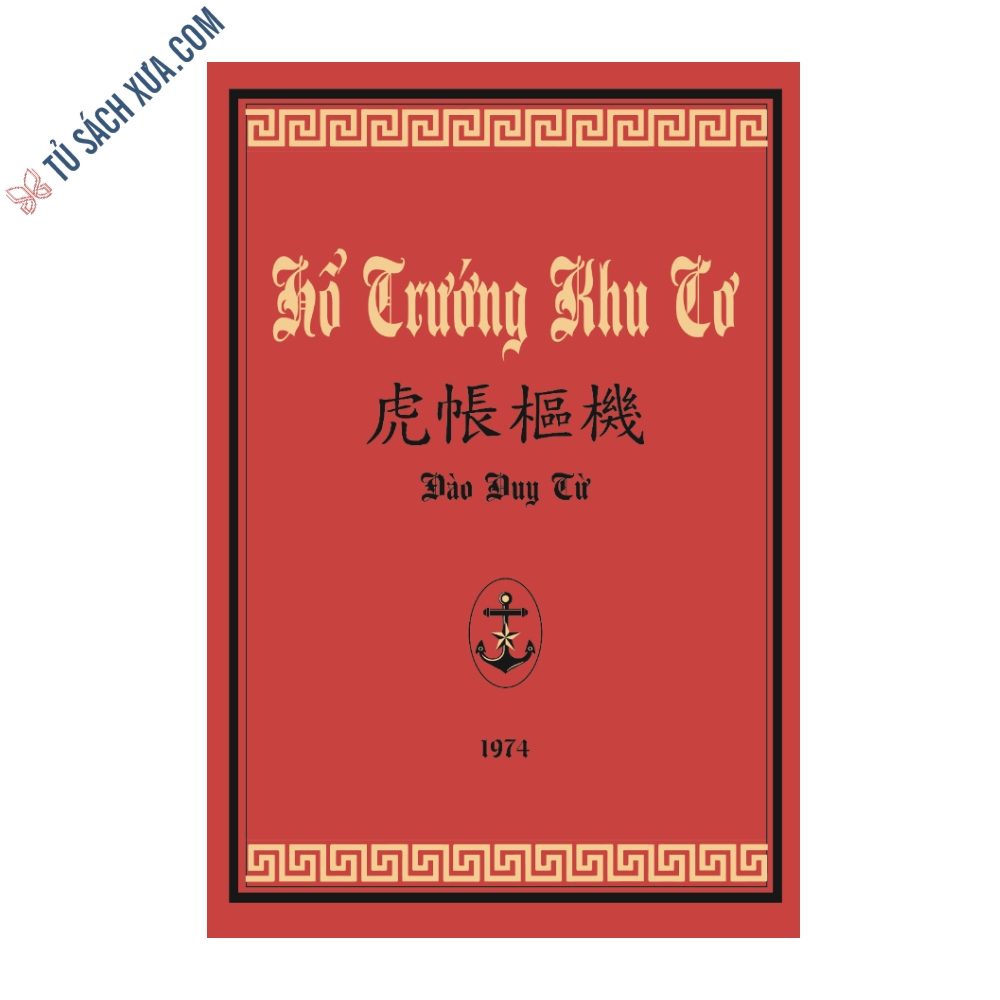 TỦ SÁCH XƯA.COM
Hổ Trướng Khu Cơ
虎帳樞機
Đào Duy Từ
1974